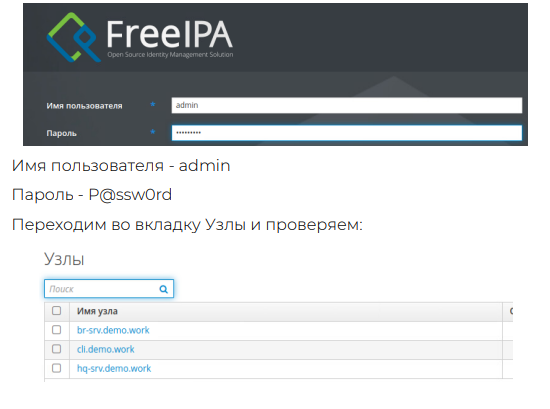 FreeIPA
Open Source Identity Management Solution
Имя пользователя * admin
Пароль * •••••••••
Имя пользователя - admin
Пароль - P@ssw0rd
Переходим во вкладку Узлы и проверяем:
Узлы
Поиск
Имя узла
br-srv.demo.work
cli.demo.work
hq-srv.demo.work